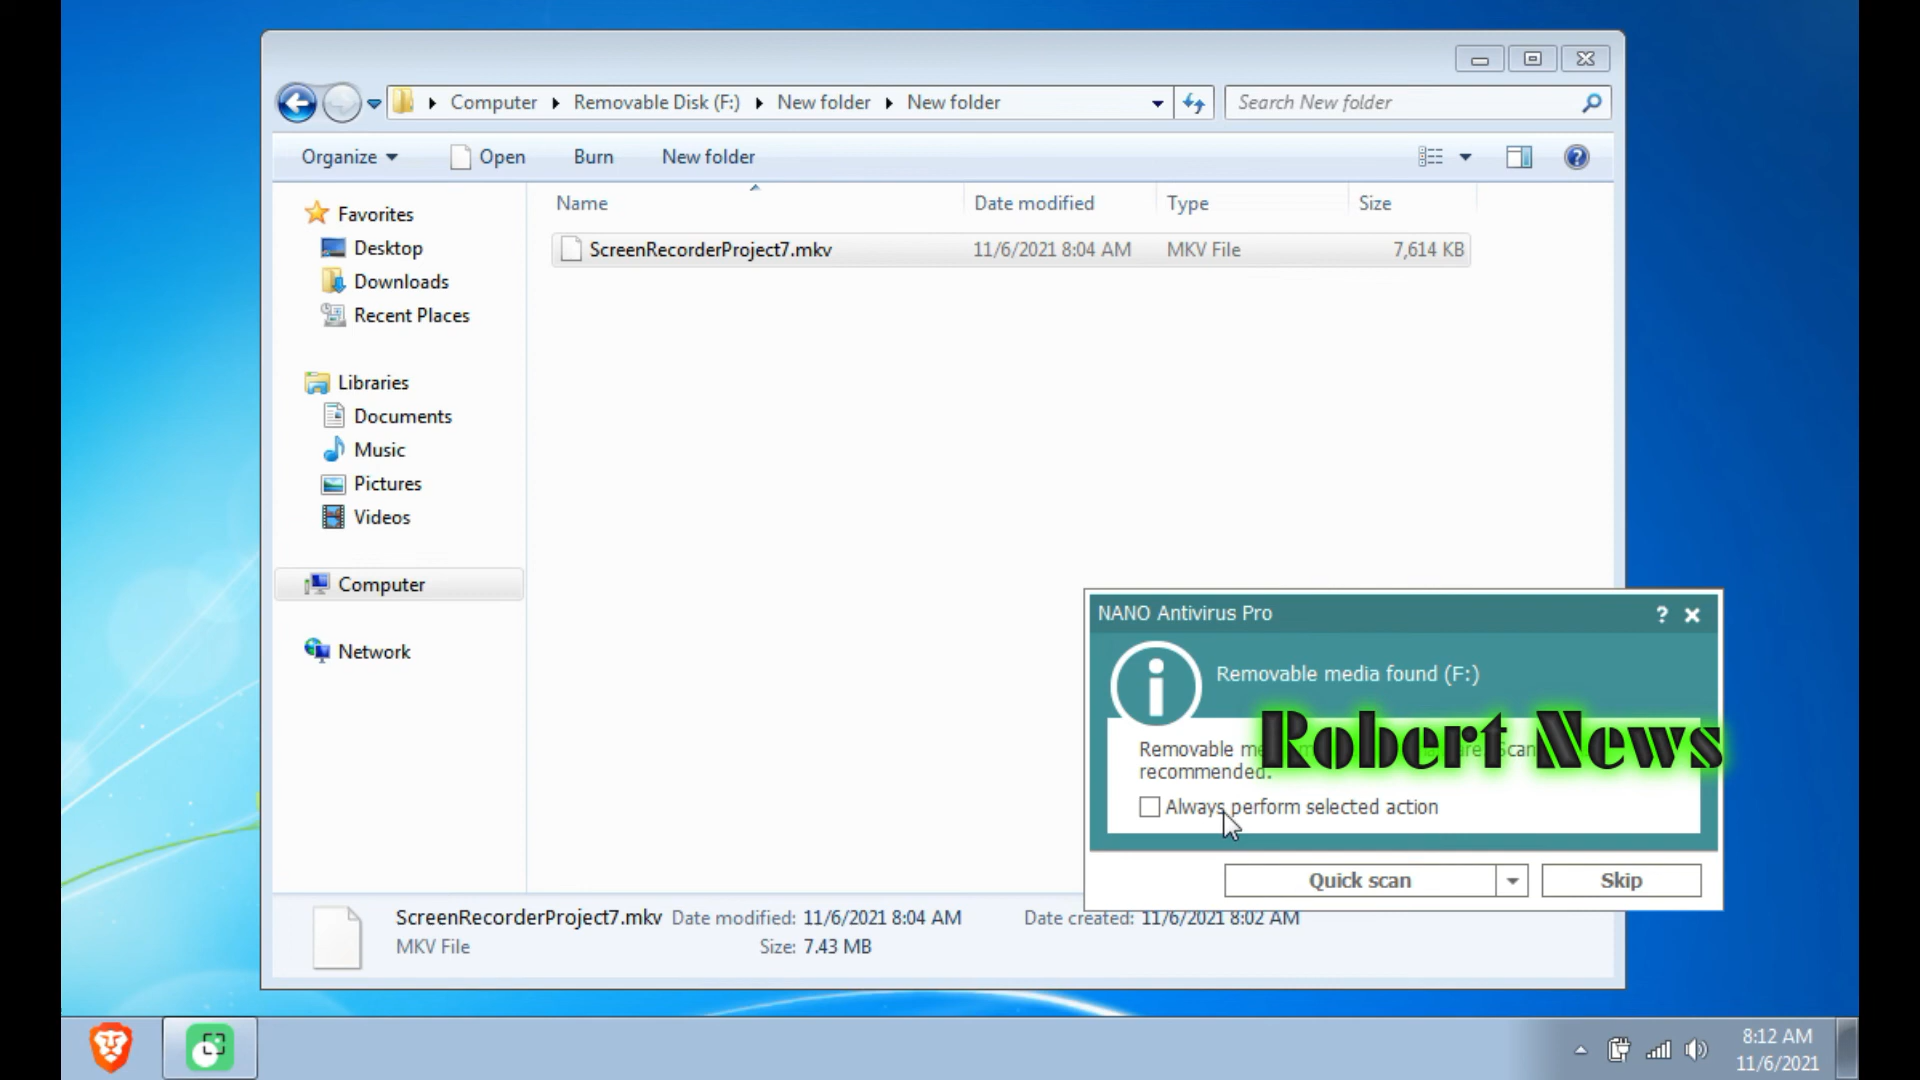 Computer Removable Disk (F:) New folder New folder
Search New folder
Organize Open Burn New folder
Name Date modified Type Size
ScreenRecorderProject7.mkv 11/6/2021 8:04 AM MKV File 7,614 KB
Favorites
Desktop
Downloads
Recent Places
Libraries
Documents
Music
Pictures
Videos
Computer
Network
NANO Antivirus Pro ?
Removable media found (F:)
Robert News
Removable
recommended.
Always perform selected action
Quick scan Skip
ScreenRecorderProject7.mkv Date modified: 11/6/2021 8:04 AM Date created: 11/6/2021 8:02 AM
MKV File Size: 7.43 MB
8:12 AM
11/6/2021